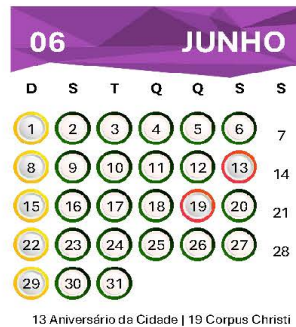 06 JUNHO
D S T Q Q S S
1 2 3 4 5 6 7
8 9 10 11 12 13 14
15 16 17 18 19 20 21
22 23 24 25 26 27 28
29 30 31
13 Aniversário da Cidade | 19 Corpus Christi